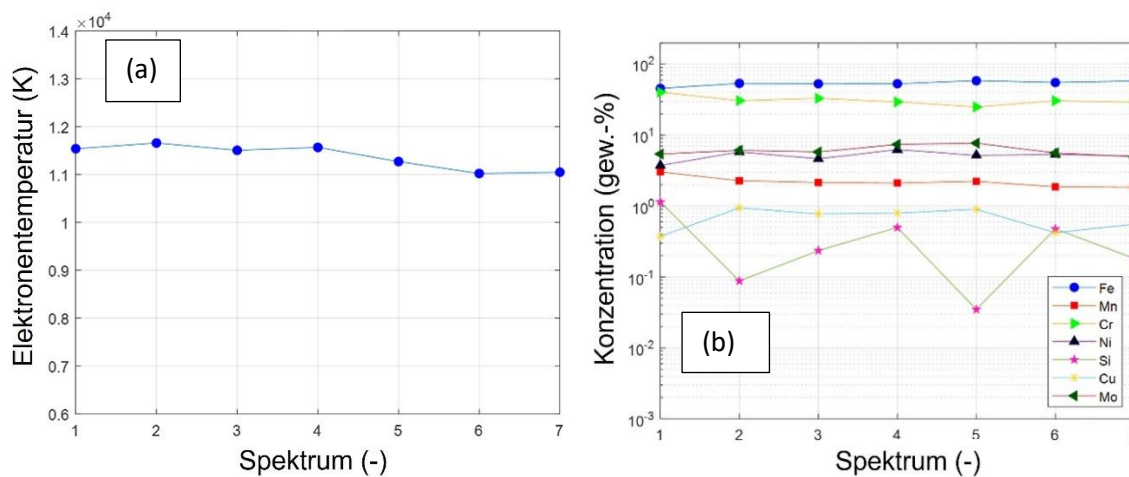 ×10⁴
1.4
1.3
1.2
1.1
1
0.9
0.8
0.7
0.6
1 2 3 4 5 6 7
Elektronentemperatur (K)
Spektrum (-)
(a)
10²
10¹
10⁰
10⁻¹
10⁻²
10⁻³
1 2 3 4 5 6
Konzentration (gew.-%)
Spektrum (-)
(b)
Fe
Mn
Cr
Ni
Si
Cu
Mo